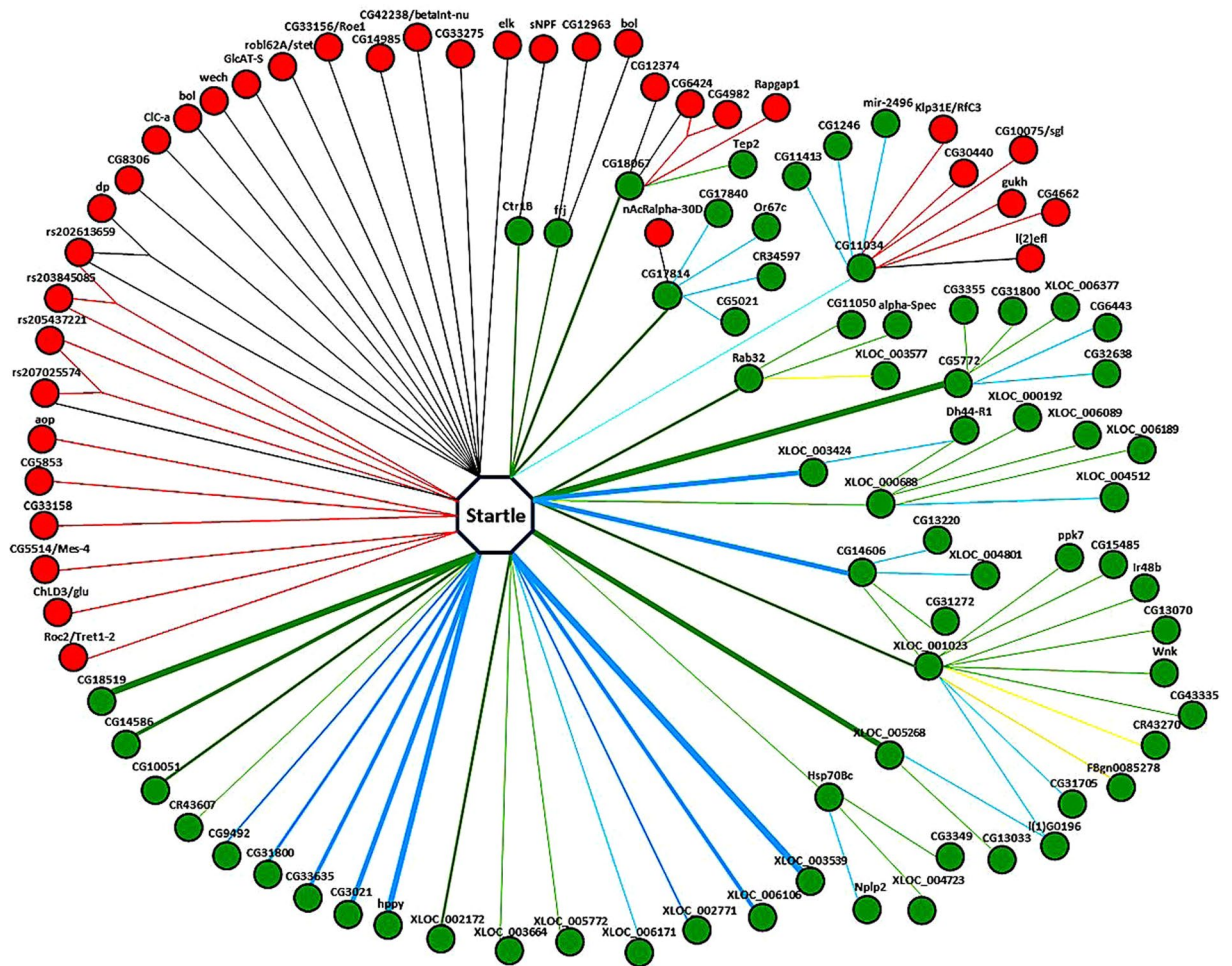 CG42238/betaInt-nu
CG33156/Roe1
CG14985
CG33275
elk
sNPF
CG12963
bol
robl62A/stet
GlcAT-S
wech
bol
ClC-a
CG8306
dp
rs202613659
rs203845085
rs205437221
rs207025574
aop
CG5853
CG33158
CG5514/Mes-4
ChLD3/glu
Roc2/Tret1-2
CG12374
CG6424
CG4982
Rapgap1
Tep2
CG18067
Ctr1B
frj
nAcRalpha-30D
CG17840
Or67c
CR34597
CG5021
CG17814
mir-2496
CG1246
CG11413
Klp31E/RfC3
CG30440
CG10075/sgl
gukh
CG4662
l(2)efl
CG11034
CG11050
alpha-Spec
XLOC_003577
Rab32
CG3355
CG31800
XLOC_006377
CG6443
CG32638
CG5772
Dh44-R1
XLOC_000192
XLOC_006089
XLOC_006189
XLOC_004512
XLOC_003424
XLOC_000688
Startle
CG13220
XLOC_004801
CG14606
CG31272
XLOC_001023
ppk7
CG15485
Ir48b
CG13070
Wnk
CG43335
CR43270
FBgn0085278
CG31705
l(1)G0196
XLOC_005268
CG13033
Hsp70Bc
CG3349
XLOC_004723
Nplp2
CG18519
CG14586
CG10051
CR43607
CG9492
CG31800
CG33635
CG3021
hppy
XLOC_002172
XLOC_003664
XLOC_005772
XLOC_006171
XLOC_002771
XLOC_006106
XLOC_003539